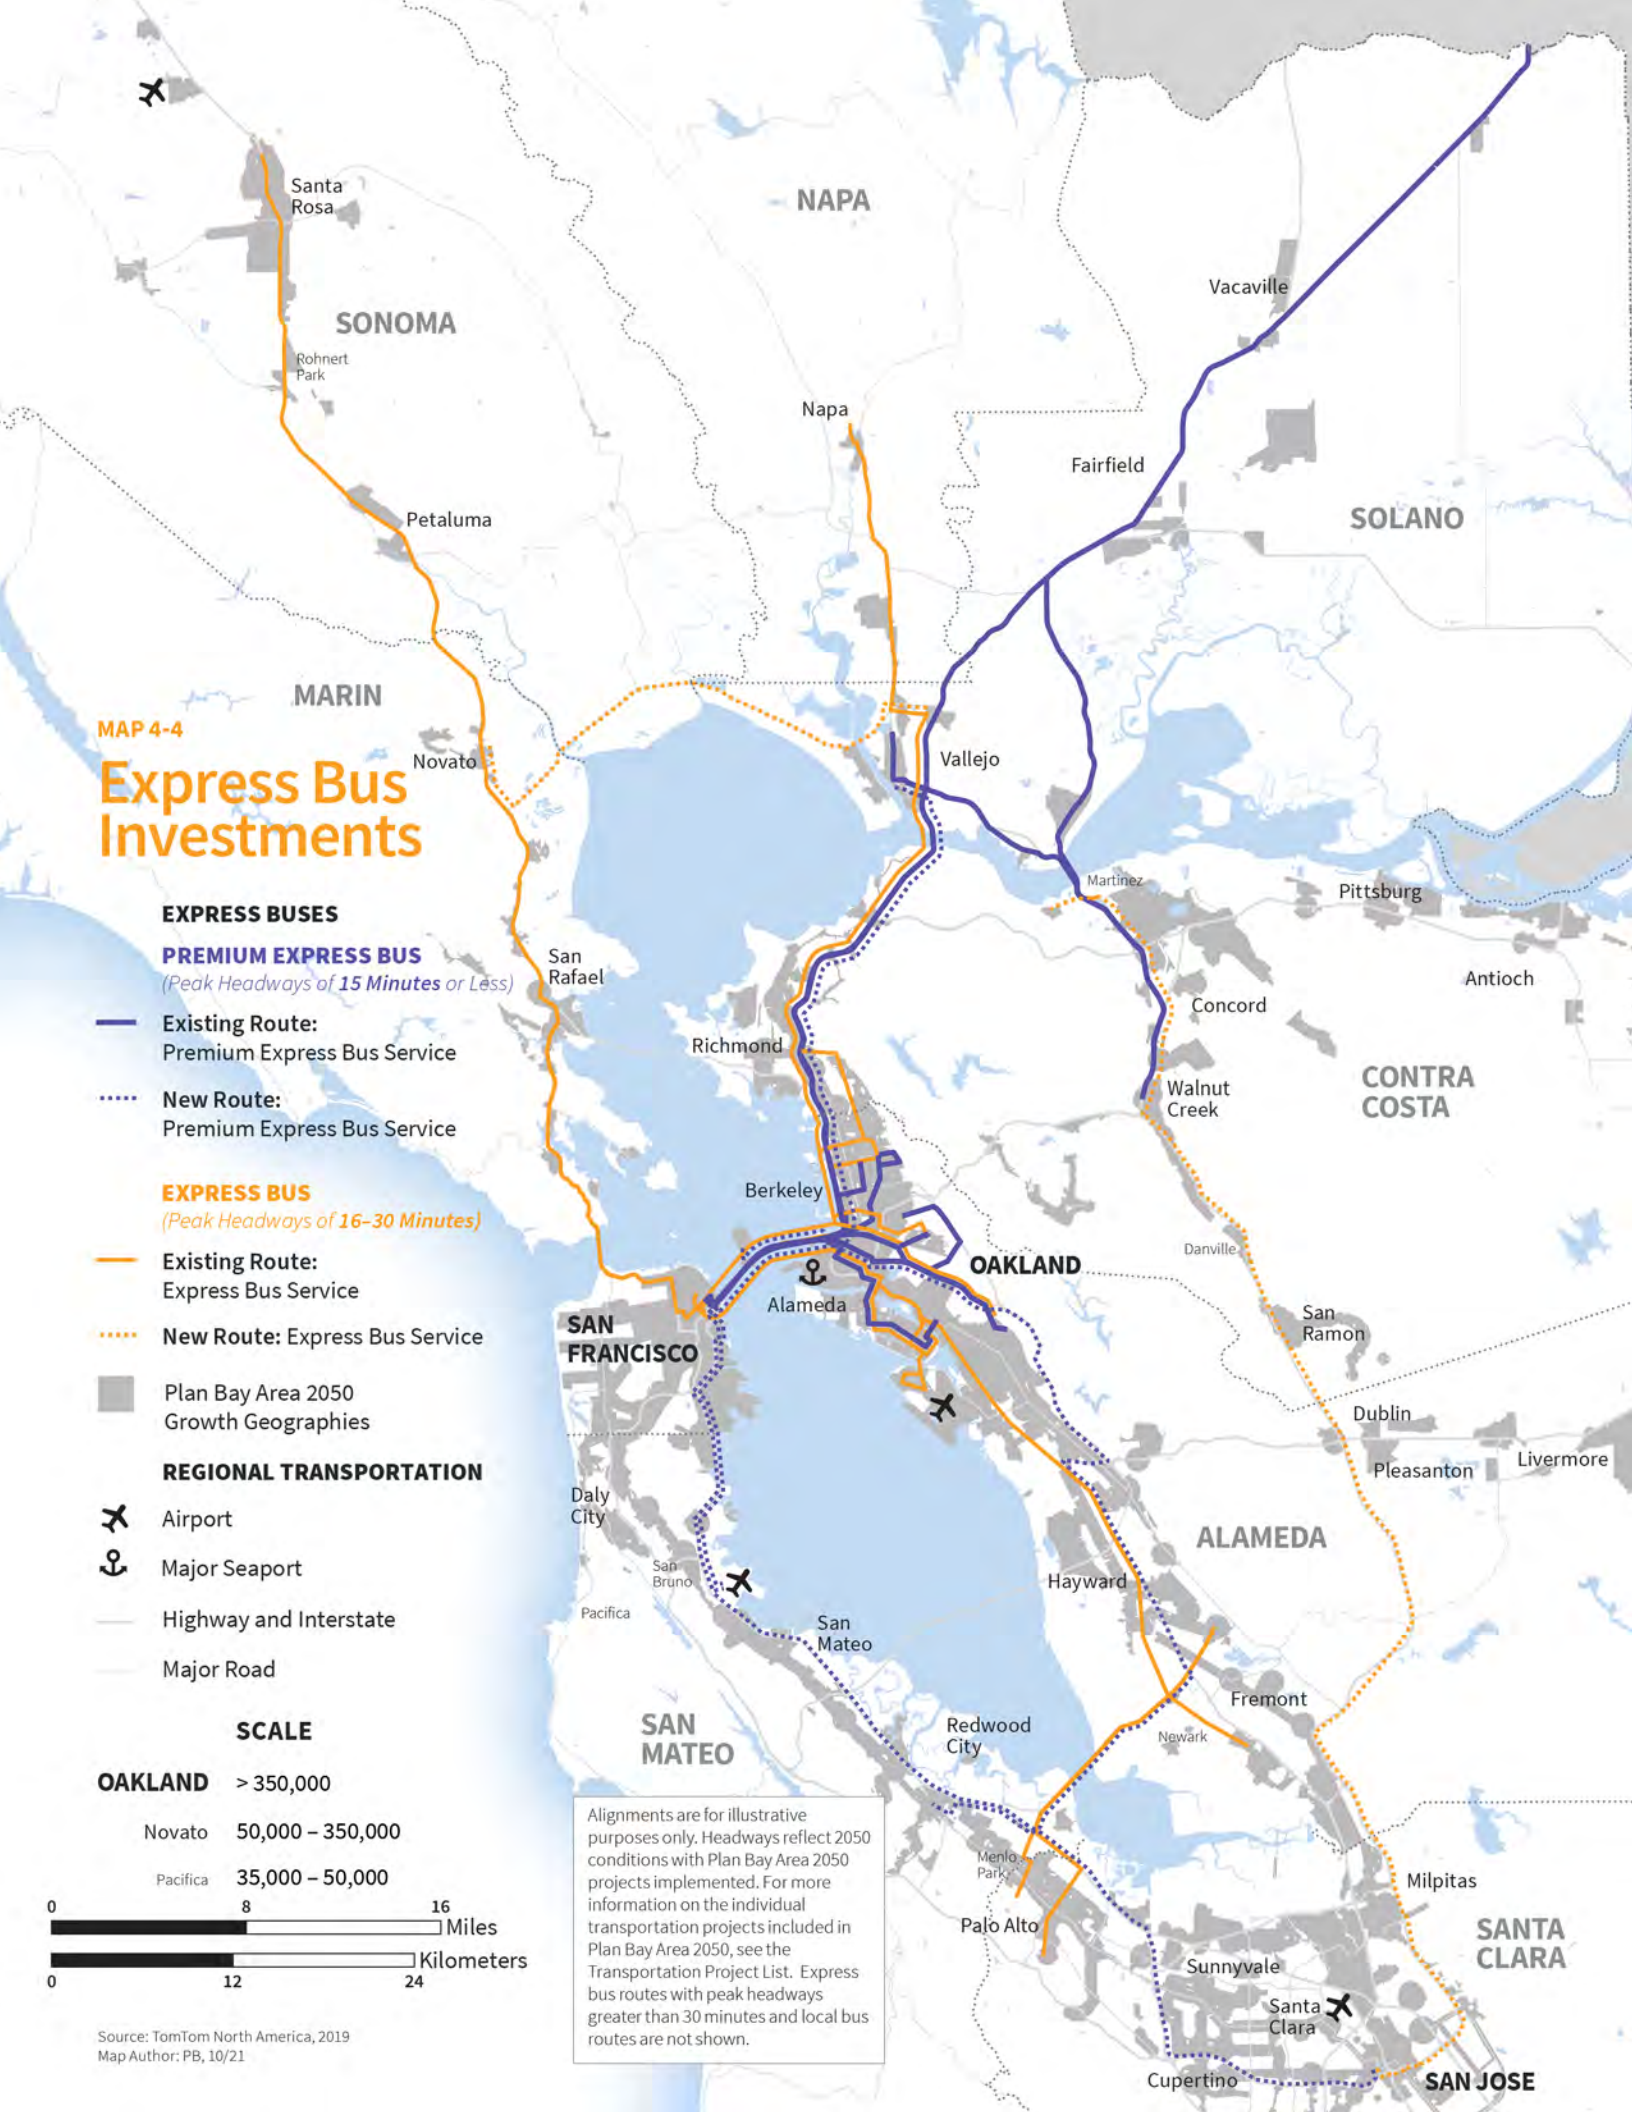 Santa
Rosa
NAPA
Vacaville
SONOMA
Rohnert
Park
Napa
Fairfield
SOLANO
Petaluma
MARIN
MAP 4-4
Express Bus
Investments
Novato
Vallejo
Martinez
Pittsburg
Antioch
EXPRESS BUSES
PREMIUM EXPRESS BUS
(Peak Headways of 15 Minutes or Less)
Existing Route:
Premium Express Bus Service
New Route:
Premium Express Bus Service
EXPRESS BUS
(Peak Headways of 16–30 Minutes)
Existing Route:
Express Bus Service
New Route: Express Bus Service
Plan Bay Area 2050
Growth Geographies
REGIONAL TRANSPORTATION
Airport
Major Seaport
Highway and Interstate
Major Road
SCALE
OAKLAND > 350,000
Novato 50,000 – 350,000
Pacifica 35,000 – 50,000
0 8 16
Miles
Kilometers
0 12 24
Source: TomTom North America, 2019
Map Author: PB, 10/21
San
Rafael
Concord
Richmond
CONTRA
COSTA
Walnut
Creek
Berkeley
Danville
OAKLAND
Alameda
SAN
FRANCISCO
San
Ramon
Dublin
Livermore
Pleasanton
Daly
City
ALAMEDA
San
Bruno
Hayward
Pacifica
San
Mateo
Fremont
SAN
MATEO
Redwood
City
Newark
Alignments are for illustrative
purposes only. Headways reflect 2050
conditions with Plan Bay Area 2050
projects implemented. For more
information on the individual
transportation projects included in
Plan Bay Area 2050, see the
Transportation Project List. Express
bus routes with peak headways
greater than 30 minutes and local bus
routes are not shown.
Menlo
Park
Milpitas
Palo Alto
SANTA
CLARA
Sunnyvale
Santa
Clara
Cupertino
SAN JOSE